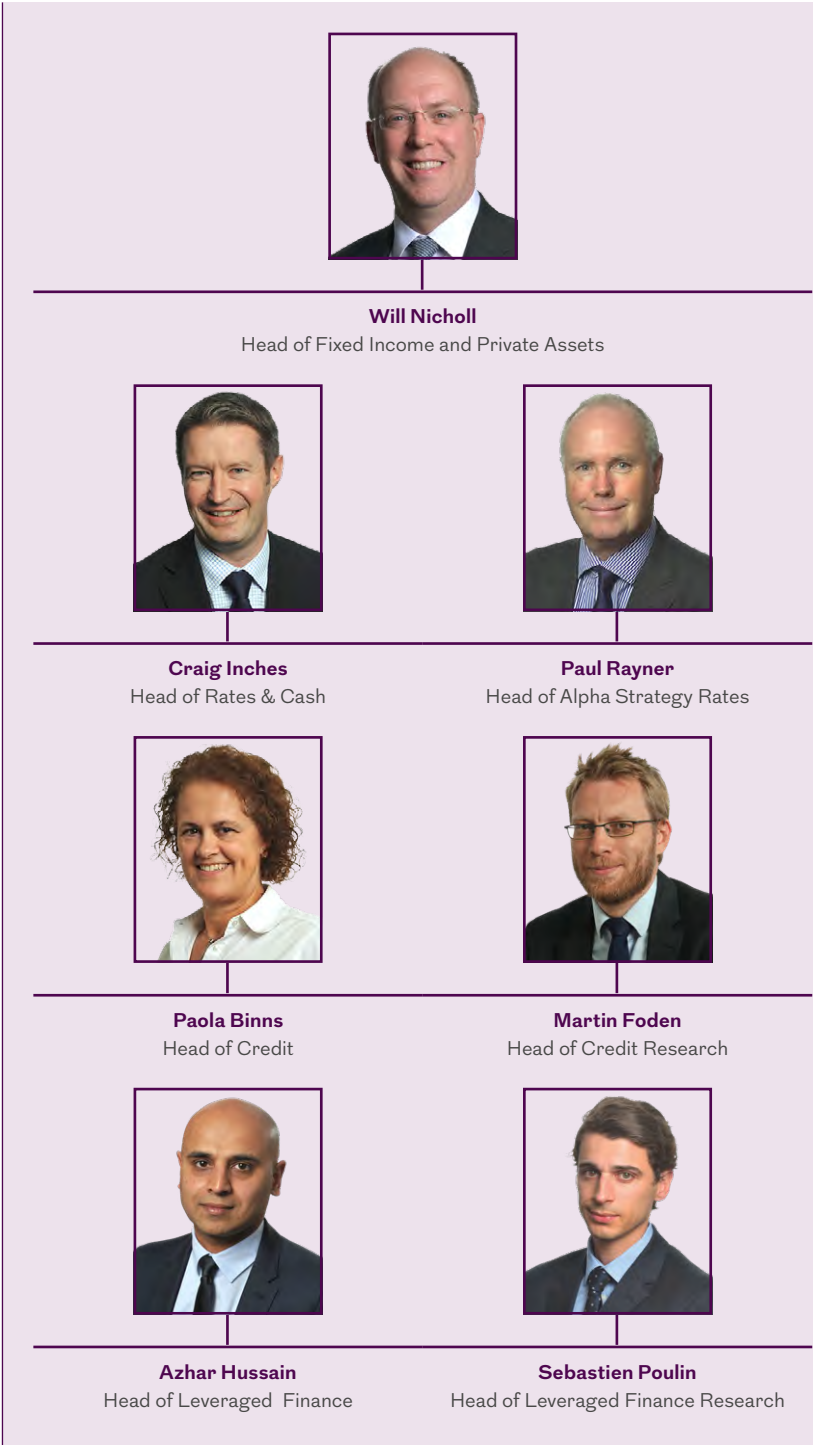 Will Nicholl
Head of Fixed Income and Private Assets
Craig Inches
Head of Rates & Cash
Paul Rayner
Head of Alpha Strategy Rates
Paola Binns
Head of Credit
Martin Foden
Head of Credit Research
Azhar Hussain
Head of Leveraged  Finance
Sebastien Poulin
Head of Leveraged Finance Research